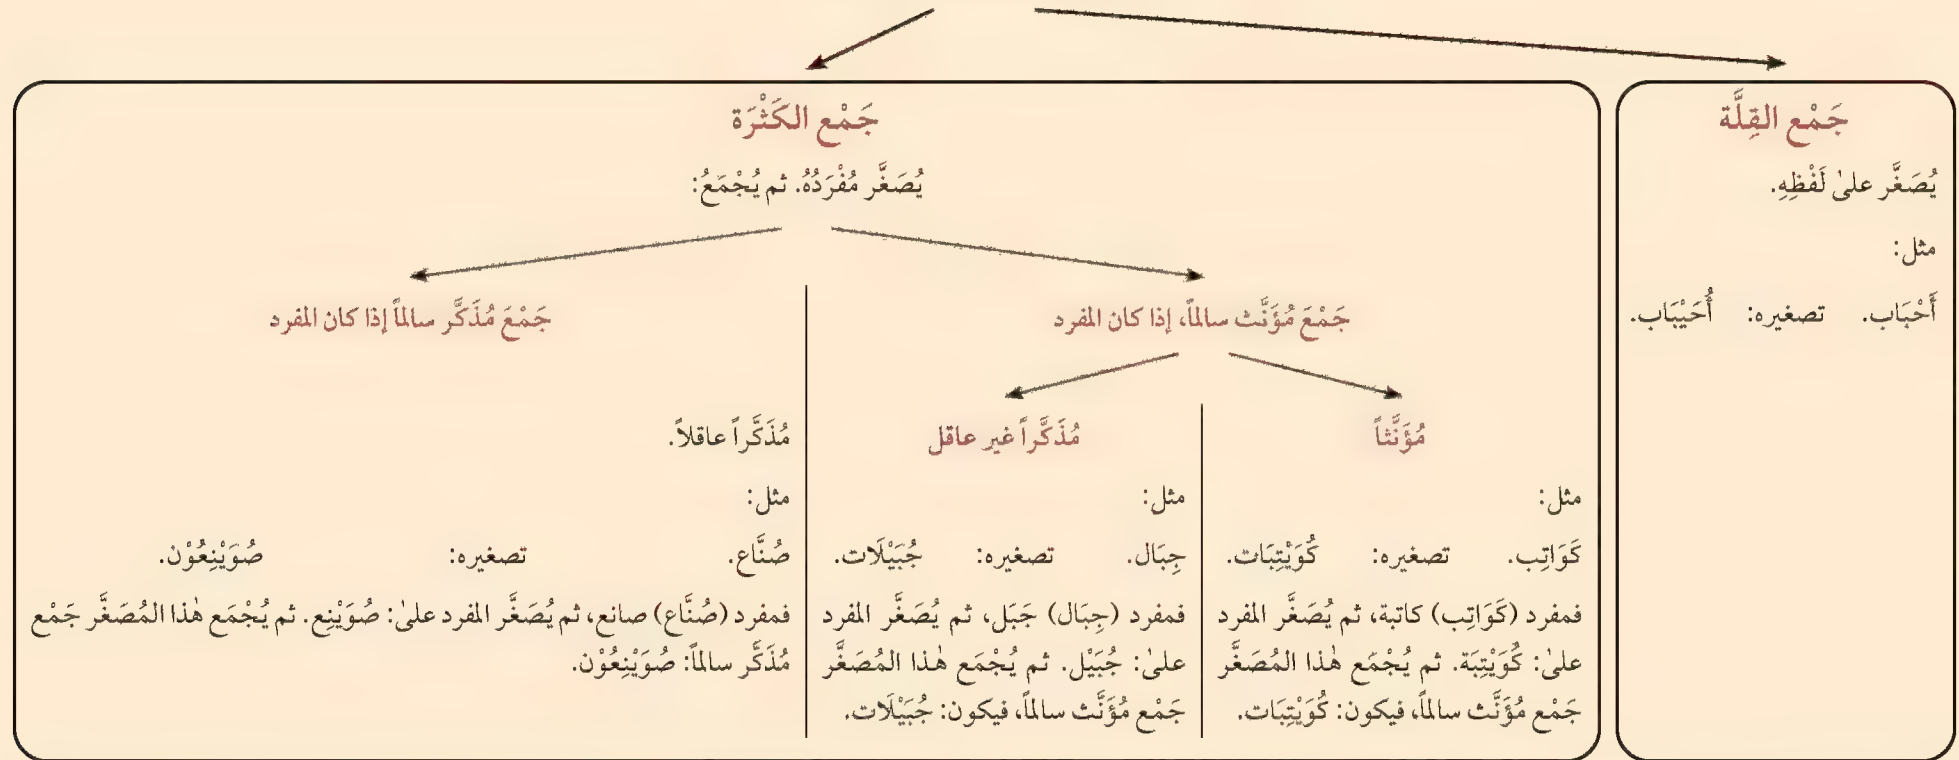 جَمْع القِلَّة
يُصَغَّر علىٰ لَفْظِهِ.
مثل:
أَحْبَاب. تصغيره: أُحَيْبَاب.
جَمْع الكَثْرَة
يُصَغَّر مُفْرَدُهُ. ثم يُجْمَعُ:
جَمْعَ مُؤَنَّث سالماً، إذا كان المفرد
مُؤَنَّثاً
مثل:
كَوَاتِب. تصغيره: كُوَيْتِبَات.
فمفرد (كَوَاتِب) كاتبة، ثم يُصَغَّر المفرد
علىٰ: كُوَيْتِبَة. ثم يُجْمَع هٰذا المُصَغَّر
جَمْع مُؤَنَّث سالماً، فيكون: كُوَيْتِبَات.
مُذَكَّراً غير عاقل
مثل:
جِبَال. تصغيره: جُبَيْلَات.
فمفرد (جِبَال) جَبَل، ثم يُصَغَّر المفرد
علىٰ: جُبَيْل. ثم يُجْمَع هٰذا المُصَغَّر
جَمْع مُؤَنَّث سالماً، فيكون: جُبَيْلَات.
جَمْعَ مُذَكَّر سالماً إذا كان المفرد
مُذَكَّراً عاقلاً.
مثل:
صُنَّاع. تصغيره: صُوَيْنِعُوْن.
فمفرد (صُنَّاع) صانع، ثم يُصَغَّر المفرد علىٰ: صُوَيْنِع. ثم يُجْمَع هٰذا المُصَغَّر جَمْع
مُذَكَّر سالماً: صُوَيْنِعُوْن.